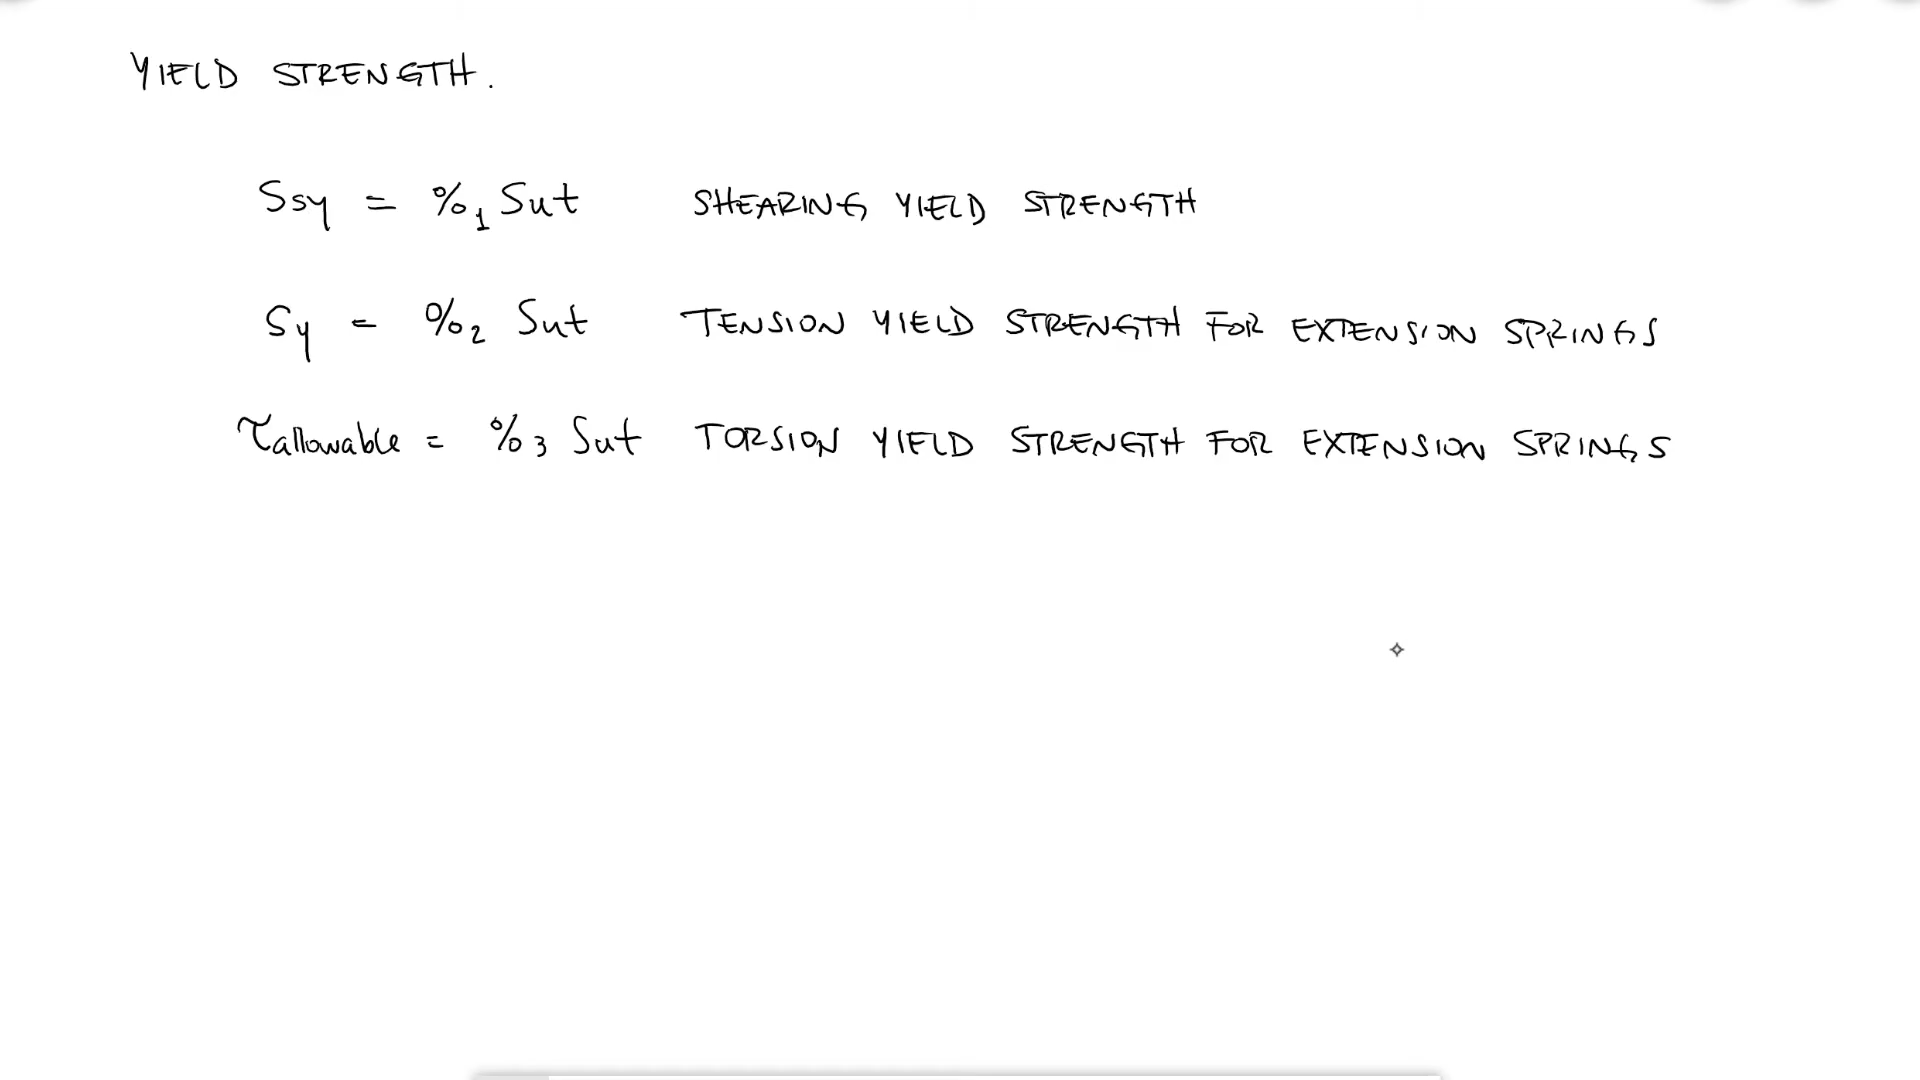 YIELD STRENGTH.
Ssy = %1 Sut SHEARING YIELD STRENGTH
Sy = %2 Sut TENSION YIELD STRENGTH FOR EXTENSION SPRINGS
τallowable = %3 Sut TORSION YIELD STRENGTH FOR EXTENSION SPRINGS